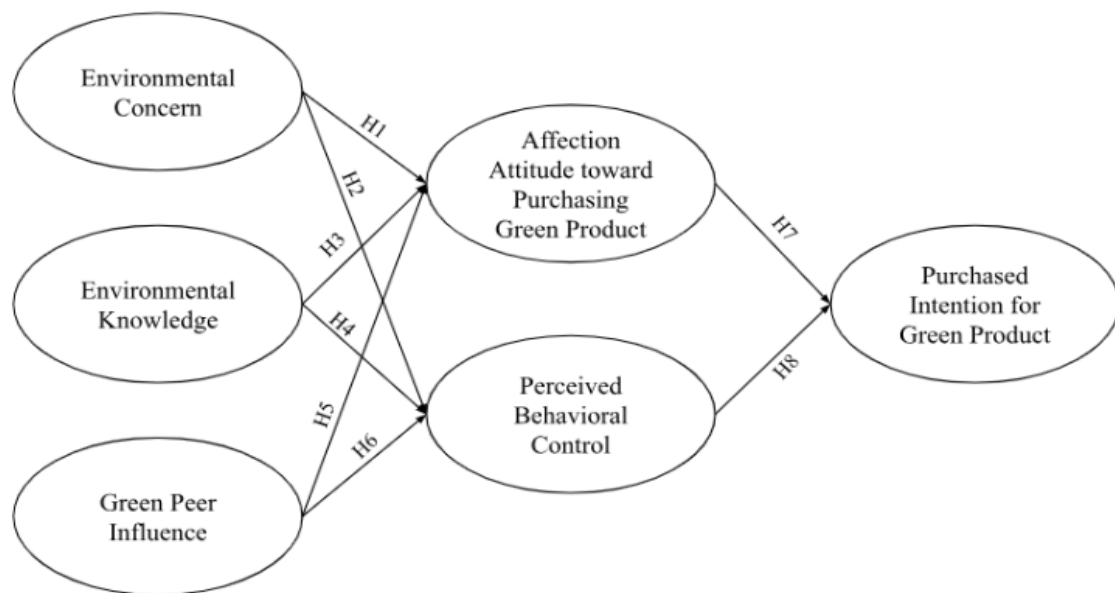 Environmental
Concern
H1
H2
Affection
Attitude toward
Purchasing
Green Product
H7
Environmental
Knowledge
H3
H4
Purchased
Intention for
Green Product
H8
Perceived
Behavioral
Control
H5
H6
Green Peer
Influence